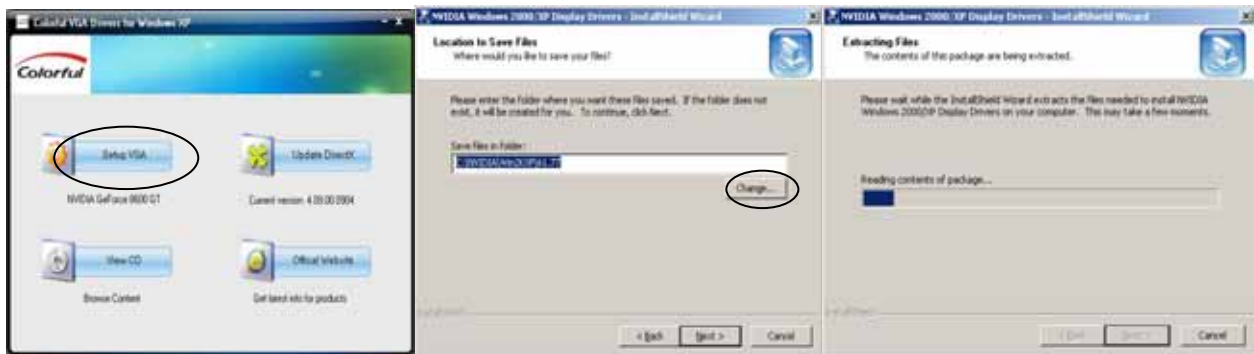 Colorful VGA Drivers for Windows XP
Colorful
Setup VGA
Update DirectX
NVIDIA GeForce 8600 GT
Current version: 4.09.00.0904
View CD
Official Website
Browse Content
Get latest info for products
NVIDIA Windows 2000/XP Display Drivers - InstallShield Wizard
Location to Save Files
Where would you like to save your files?
Please enter the folder where you want these files saved. If the folder does not
exist, it will be created for you. To continue, click Next.
Save files in folder:
Change...
< Back
Next >
Cancel
NVIDIA Windows 2000/XP Display Drivers - InstallShield Wizard
Extracting Files
The contents of this package are being extracted.
Please wait while the InstallShield Wizard extracts the files needed to install NVIDIA
Windows 2000/XP Display Drivers on your computer. This may take a few moments.
Reading contents of package...
< Back
Next >
Cancel